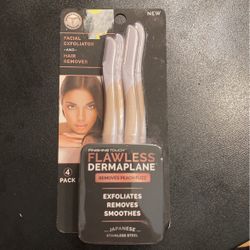 NEW
FACIAL
EXFOLIATOR
AND
HAIR
REMOVER
4
PACK
FINISHING TOUCH
FLAWLESS
DERMAPLANE
REMOVES PEACH FUZZ
EXFOLIATES
REMOVES
SMOOTHES
JAPANESE
STAINLESS STEEL